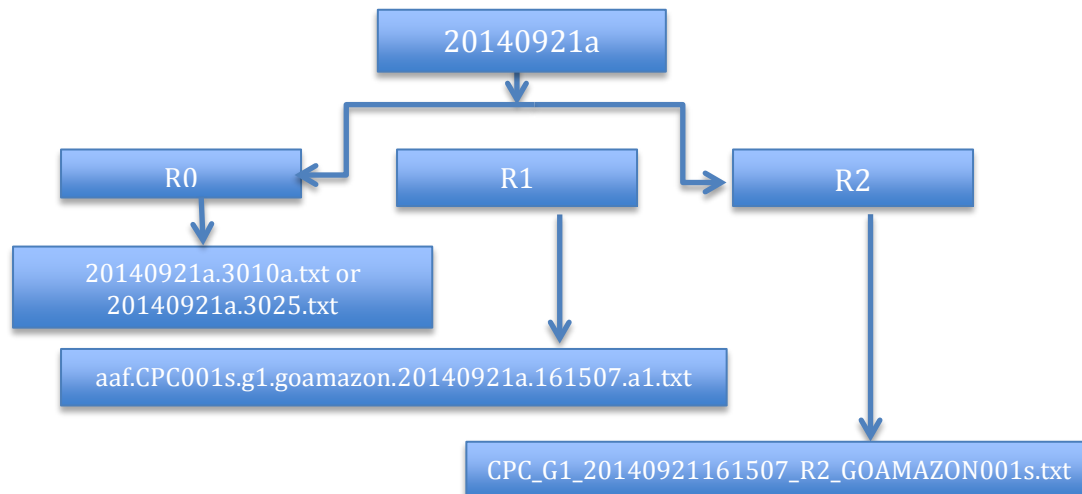 20140921a
R0
R1
R2
20140921a.3010a.txt or
20140921a.3025.txt
aaf.CPC001s.g1.goamazon.20140921a.161507.a1.txt
CPC_G1_20140921161507_R2_GOAMAZON001s.txt